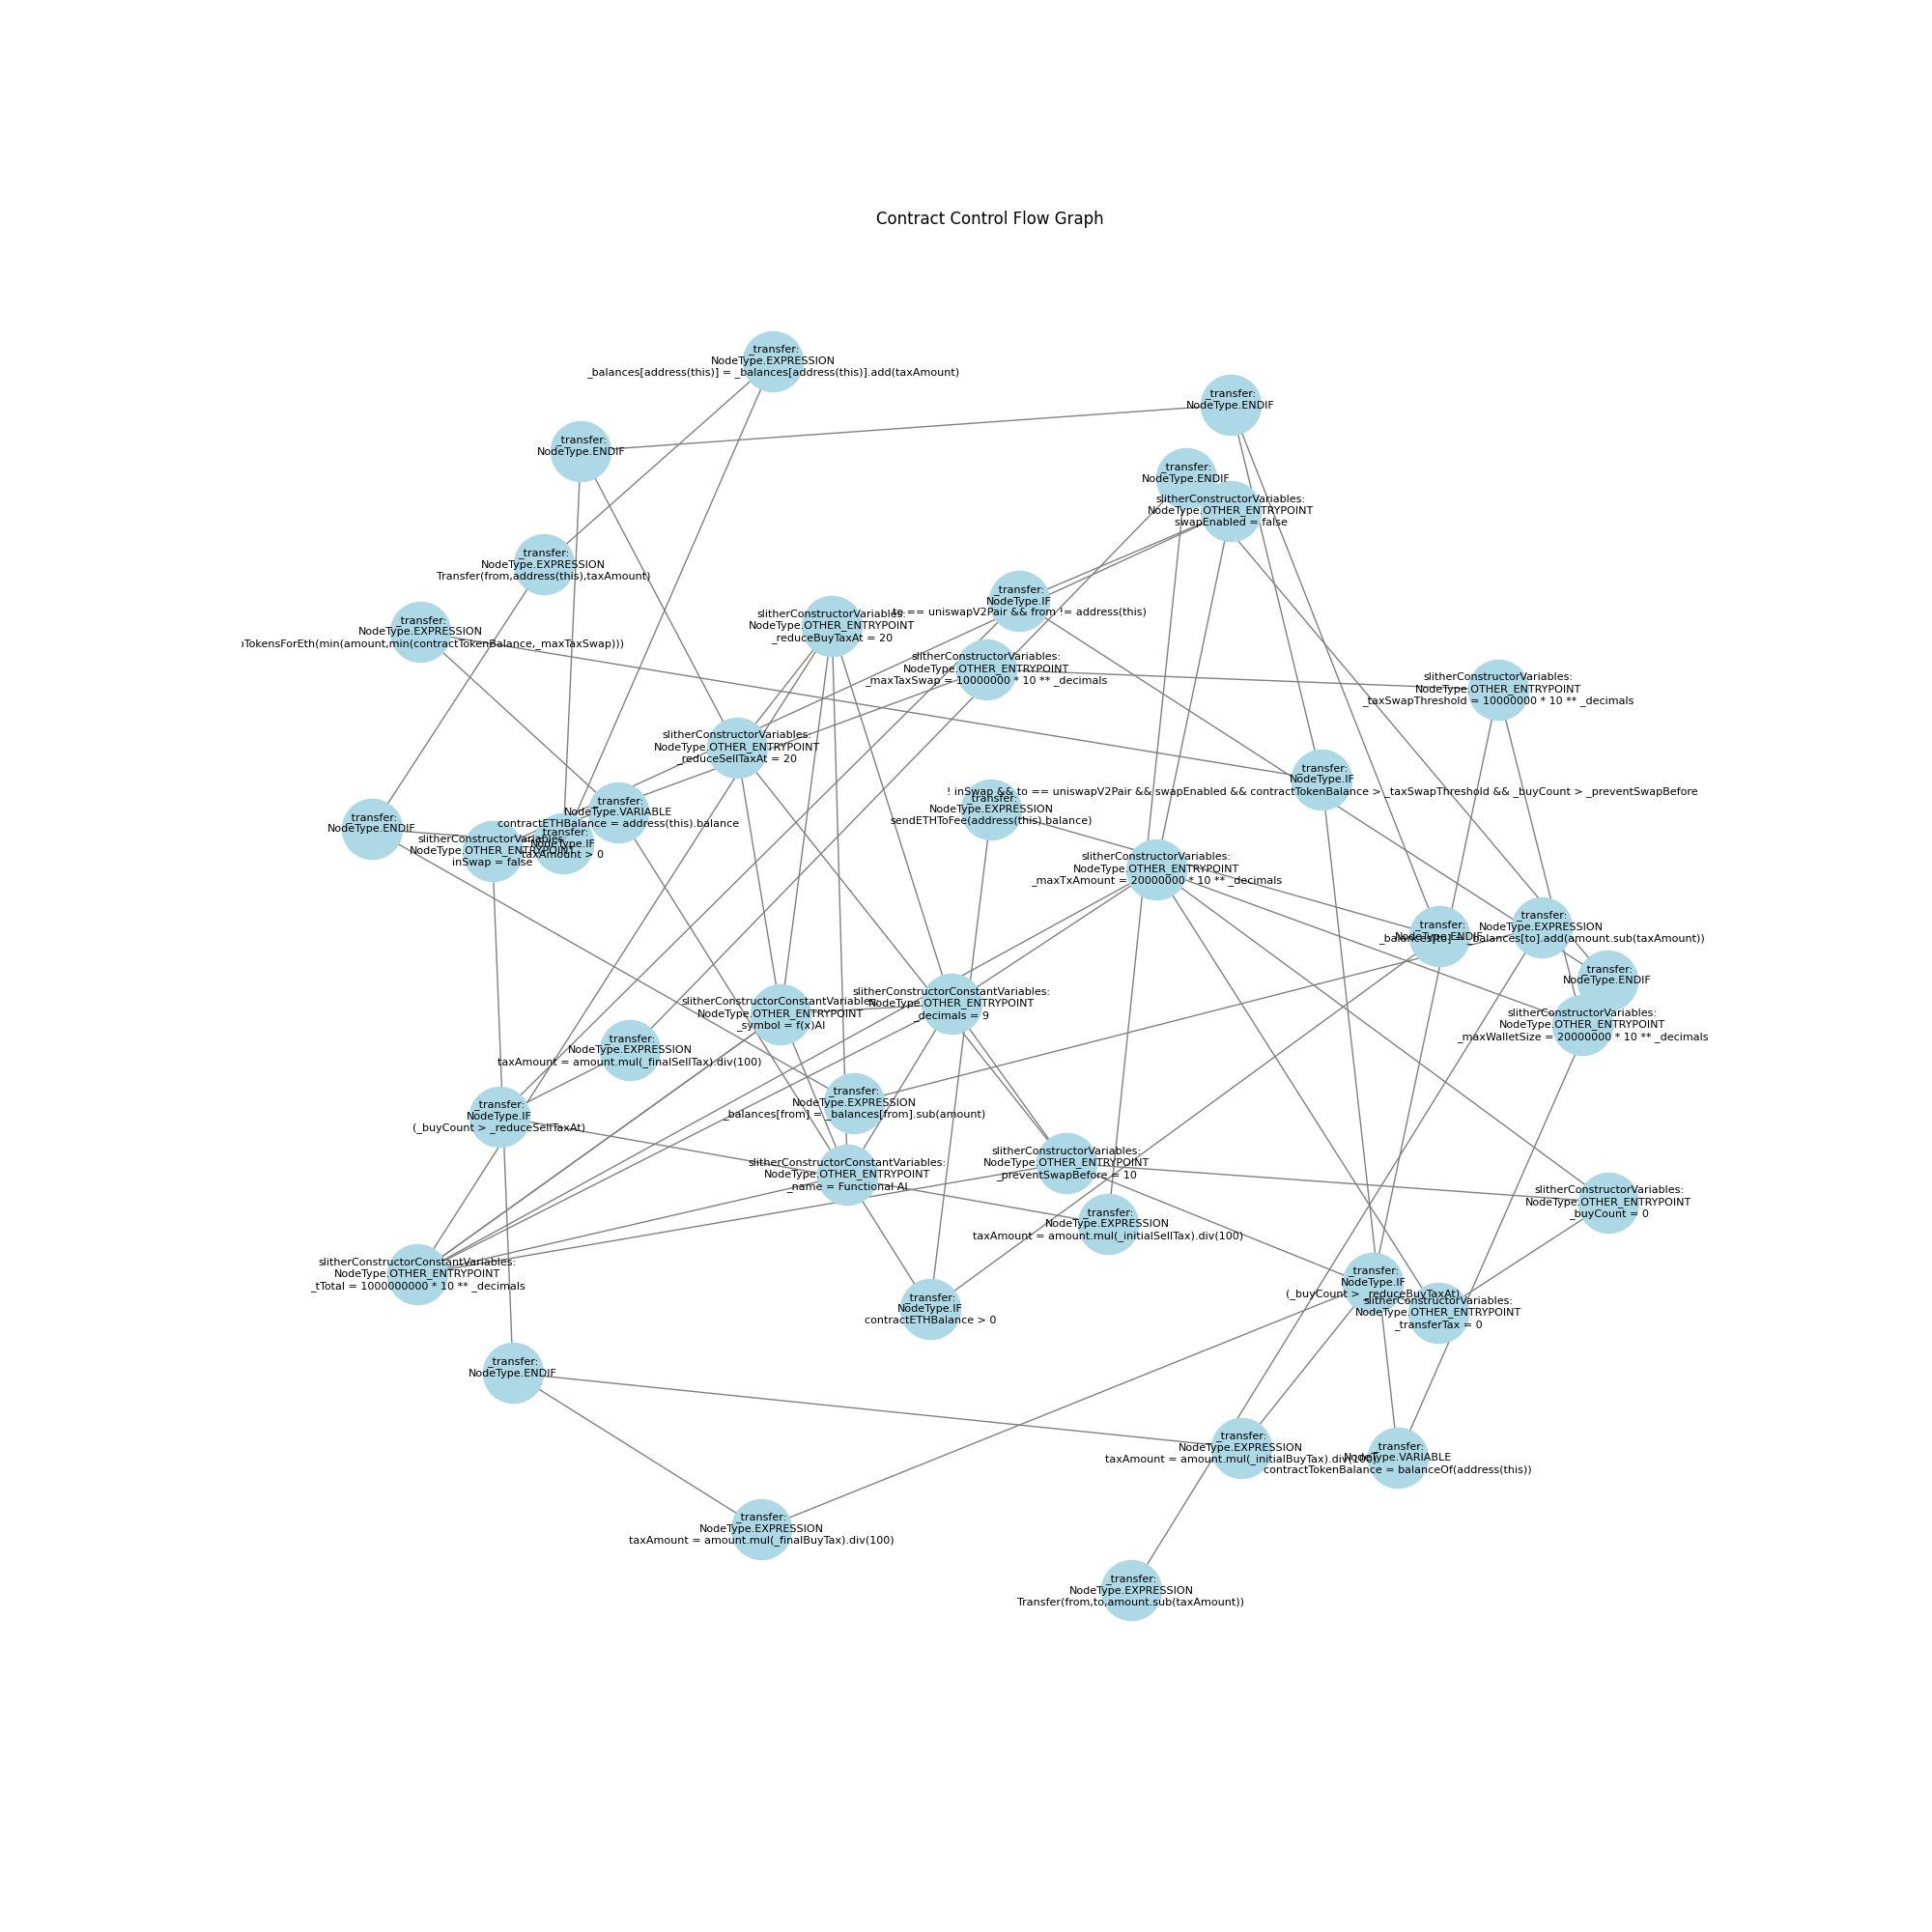 Contract Control Flow Graph
_transfer:
NodeType.EXPRESSION
_balances[address(this)] = _balances[address(this)].add(taxAmount)
_transfer:
NodeType.ENDIF
_transfer:
NodeType.ENDIF
_transfer:
NodeType.ENDIF
slitherConstructorVariables:
NodeType.OTHER_ENTRYPOINT
swapEnabled = false
_transfer:
NodeType.EXPRESSION
Transfer(from,address(this),taxAmount)
_transfer:
NodeType.IF
to == uniswapV2Pair && from != address(this)
slitherConstructorVariables:
NodeType.OTHER_ENTRYPOINT
_reduceBuyTaxAt = 20
_transfer:
NodeType.EXPRESSION
TokensForEth(min(amount,min(contractTokenBalance,_maxTaxSwap)))
slitherConstructorVariables:
NodeType.OTHER_ENTRYPOINT
_maxTaxSwap = 10000000 * 10 ** _decimals
slitherConstructorVariables:
NodeType.OTHER_ENTRYPOINT
_taxSwapThreshold = 10000000 * 10 ** _decimals
slitherConstructorVariables:
NodeType.OTHER_ENTRYPOINT
_reduceSellTaxAt = 20
_transfer:
NodeType.IF
! inSwap && to == uniswapV2Pair && swapEnabled && contractTokenBalance > _taxSwapThreshold && _buyCount > _preventSwapBefore
_transfer:
NodeType.EXPRESSION
sendETHToFee(address(this).balance)
_transfer:
NodeType.VARIABLE
contractETHBalance = address(this).balance
_transfer:
NodeType.ENDIF
slitherConstructorVariables:
NodeType.OTHER_ENTRYPOINT
inSwap = false
_transfer:
NodeType.IF
taxAmount > 0
slitherConstructorVariables:
NodeType.OTHER_ENTRYPOINT
_maxTxAmount = 20000000 * 10 ** _decimals
_transfer:
NodeType.ENDIF
_transfer:
NodeType.EXPRESSION
_balances[to] = _balances[to].add(amount.sub(taxAmount))
_transfer:
NodeType.ENDIF
slitherConstructorVariables:
NodeType.OTHER_ENTRYPOINT
_maxWalletSize = 20000000 * 10 ** _decimals
slitherConstructorConstantVariables:
NodeType.OTHER_ENTRYPOINT
_symbol = f(x)AI
slitherConstructorConstantVariables:
NodeType.OTHER_ENTRYPOINT
_decimals = 9
_transfer:
NodeType.EXPRESSION
taxAmount = amount.mul(_finalSellTax).div(100)
_transfer:
NodeType.IF
(_buyCount > _reduceSellTaxAt)
_transfer:
NodeType.EXPRESSION
_balances[from] = _balances[from].sub(amount)
slitherConstructorConstantVariables:
NodeType.OTHER_ENTRYPOINT
_name = Functional AI
slitherConstructorVariables:
NodeType.OTHER_ENTRYPOINT
_preventSwapBefore = 10
slitherConstructorVariables:
NodeType.OTHER_ENTRYPOINT
_buyCount = 0
_transfer:
NodeType.EXPRESSION
taxAmount = amount.mul(_initialSellTax).div(100)
slitherConstructorConstantVariables:
NodeType.OTHER_ENTRYPOINT
_tTotal = 1000000000 * 10 ** _decimals
_transfer:
NodeType.IF
contractETHBalance > 0
_transfer:
NodeType.IF
(_buyCount > _reduceBuyTaxAt)
slitherConstructorVariables:
NodeType.OTHER_ENTRYPOINT
_transferTax = 0
_transfer:
NodeType.ENDIF
_transfer:
NodeType.EXPRESSION
taxAmount = amount.mul(_initialBuyTax).div(100)
_transfer:
NodeType.VARIABLE
contractTokenBalance = balanceOf(address(this))
_transfer:
NodeType.EXPRESSION
taxAmount = amount.mul(_finalBuyTax).div(100)
_transfer:
NodeType.EXPRESSION
Transfer(from,to,amount.sub(taxAmount))